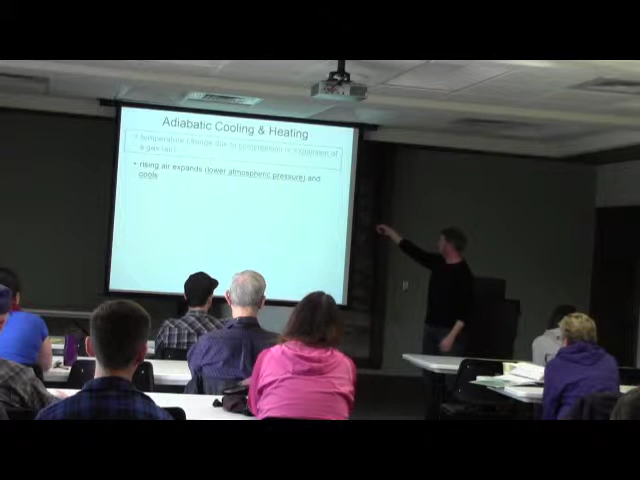 Adiabatic Cooling & Heating
• temperature change due to compression or expansion of
a gas (air)
• rising air expands (lower atmospheric pressure) and
cools